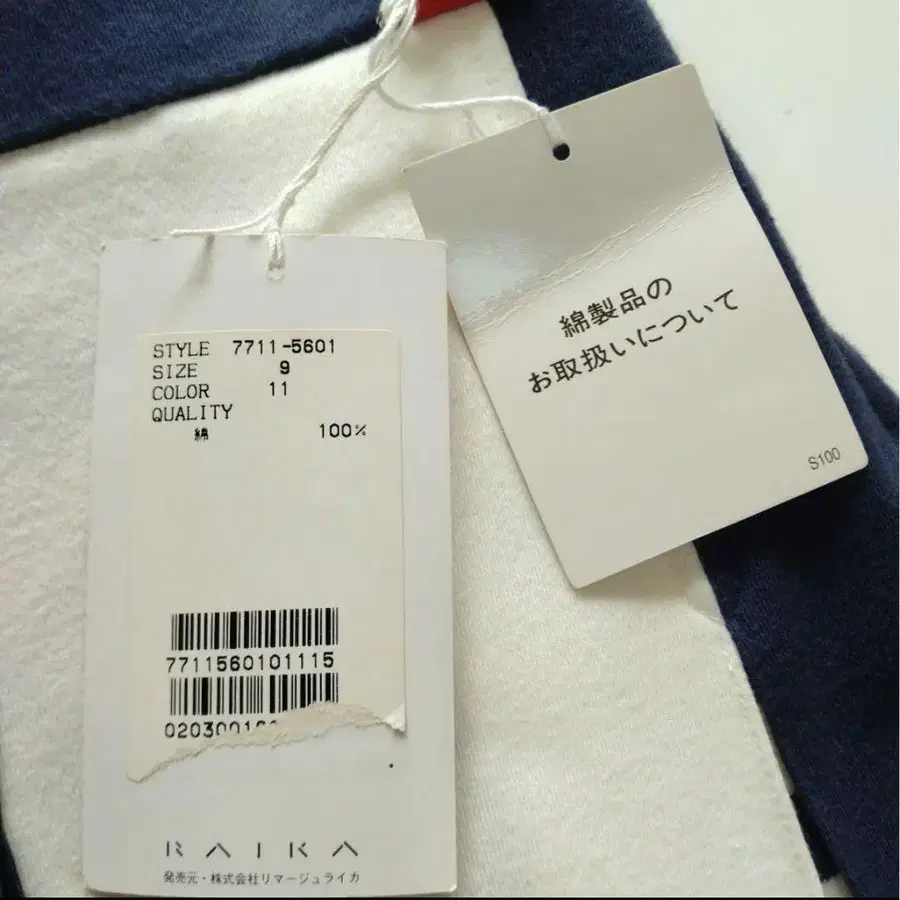 STYLE 7711-5601
SIZE 9
COLOR 11
QUALITY
綿 100%
7711560101115
RAIKA
発売元・株式会社リマージュライカ
綿製品の
お取扱いについて
S100